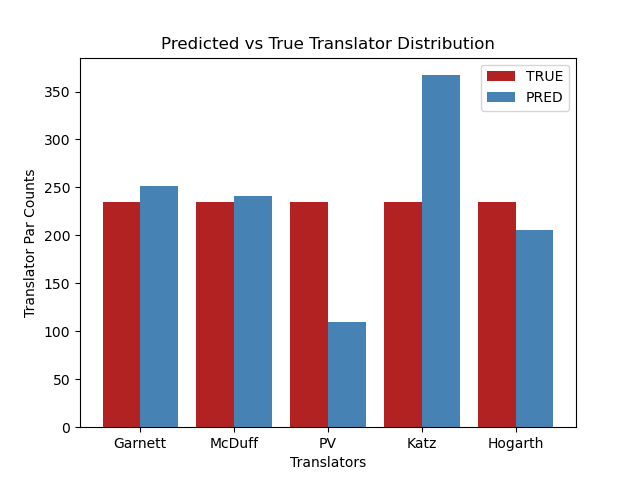 Predicted vs True Translator Distribution
TRUE
PRED
Translator Par Counts
350
300
250
200
150
100
50
0
Garnett
McDuff
PV
Katz
Hogarth
Translators